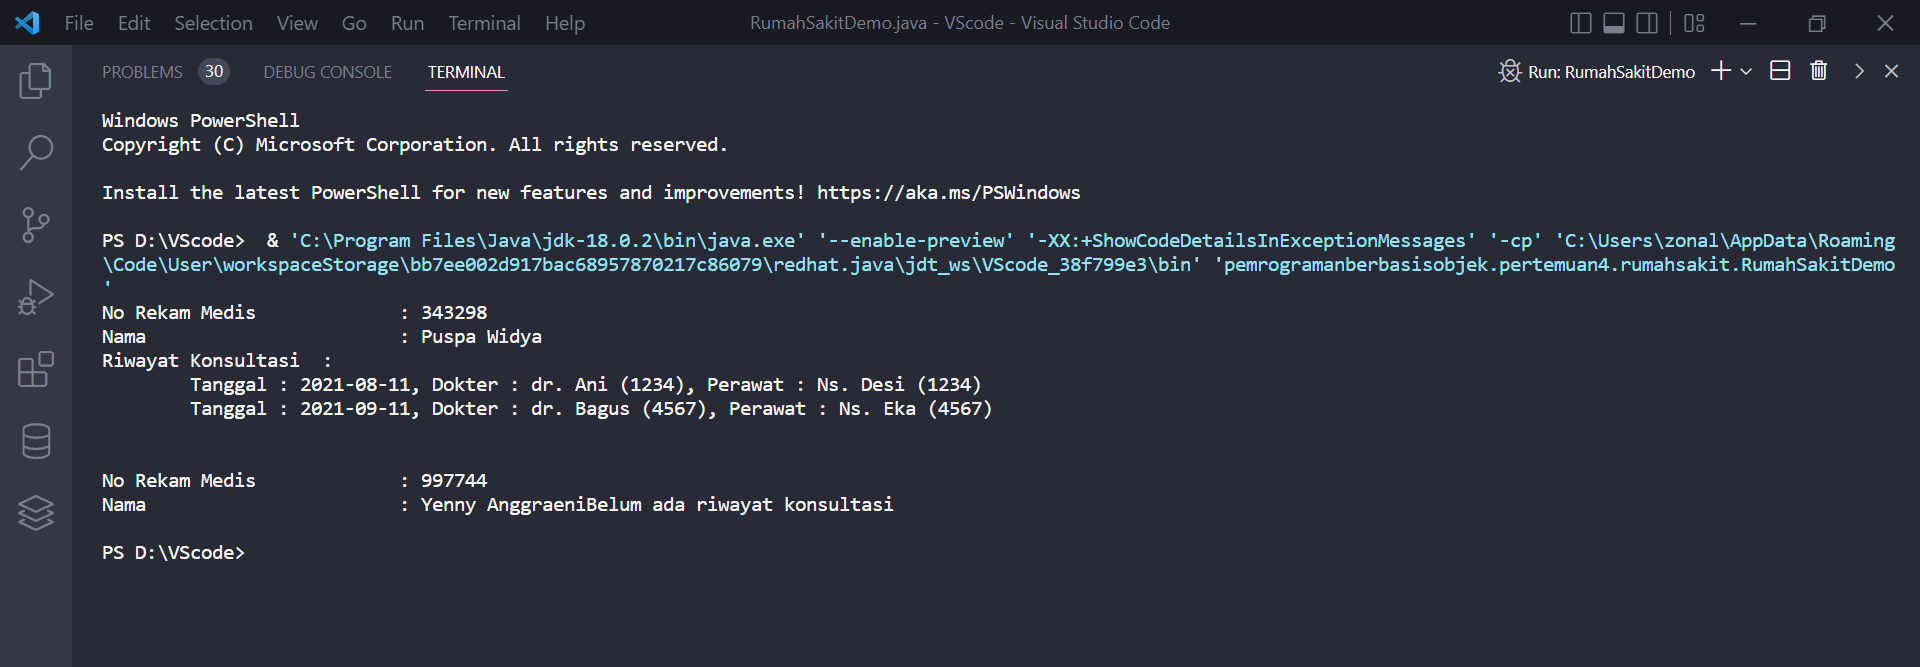 File Edit Selection View Go Run Terminal Help RumahSakitDemo.java - VScode - Visual Studio Code
PROBLEMS 30 DEBUG CONSOLE TERMINAL Run: RumahSakitDemo
Windows PowerShell
Copyright (C) Microsoft Corporation. All rights reserved.
Install the latest PowerShell for new features and improvements! https://aka.ms/PSWindows
PS D:\VScode>  & 'C:\Program Files\Java\jdk-18.0.2\bin\java.exe' '--enable-preview' '-XX:+ShowCodeDetailsInExceptionMessages' '-cp' 'C:\Users\zonal\AppData\Roaming
\Code\User\workspaceStorage\bb7ee002d917bac68957870217c86079\redhat.java\jdt_ws\VScode_38f799e3\bin' 'pemrogramanberbasisobjek.pertemuan4.rumahsakit.RumahSakitDemo
'
No Rekam Medis : 343298
Nama : Puspa Widya
Riwayat Konsultasi :
Tanggal : 2021-08-11, Dokter : dr. Ani (1234), Perawat : Ns. Desi (1234)
Tanggal : 2021-09-11, Dokter : dr. Bagus (4567), Perawat : Ns. Eka (4567)
No Rekam Medis : 997744
Nama : Yenny AnggraeniBelum ada riwayat konsultasi
PS D:\VScode>